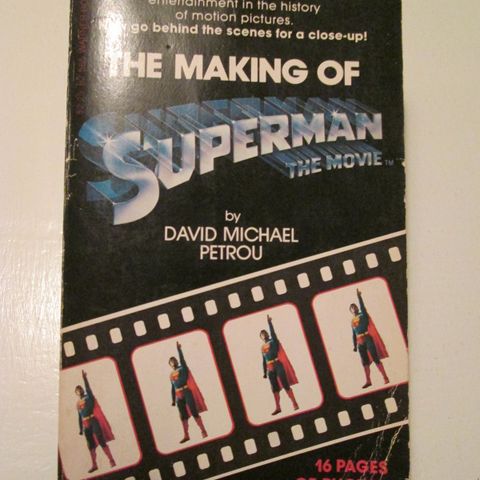 entertainment in the history
of motion pictures.
go behind the scenes for a close-up!
THE MAKING OF
SUPERMAN
THE MOVIE™
by
DAVID MICHAEL
PETROU
16 PAGES